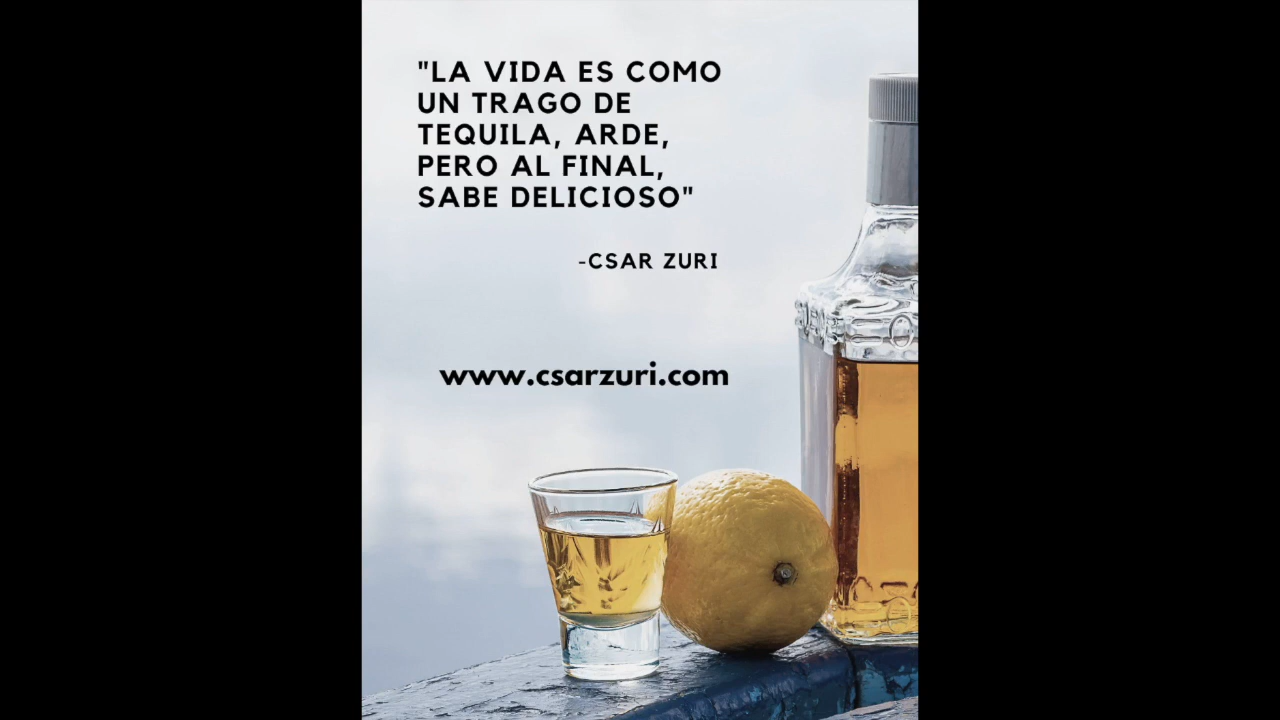 "LA VIDA ES COMO
UN TRAGO DE
TEQUILA, ARDE,
PERO AL FINAL,
SABE DELICIOSO"
-CSAR ZURI
www.csarzuri.com